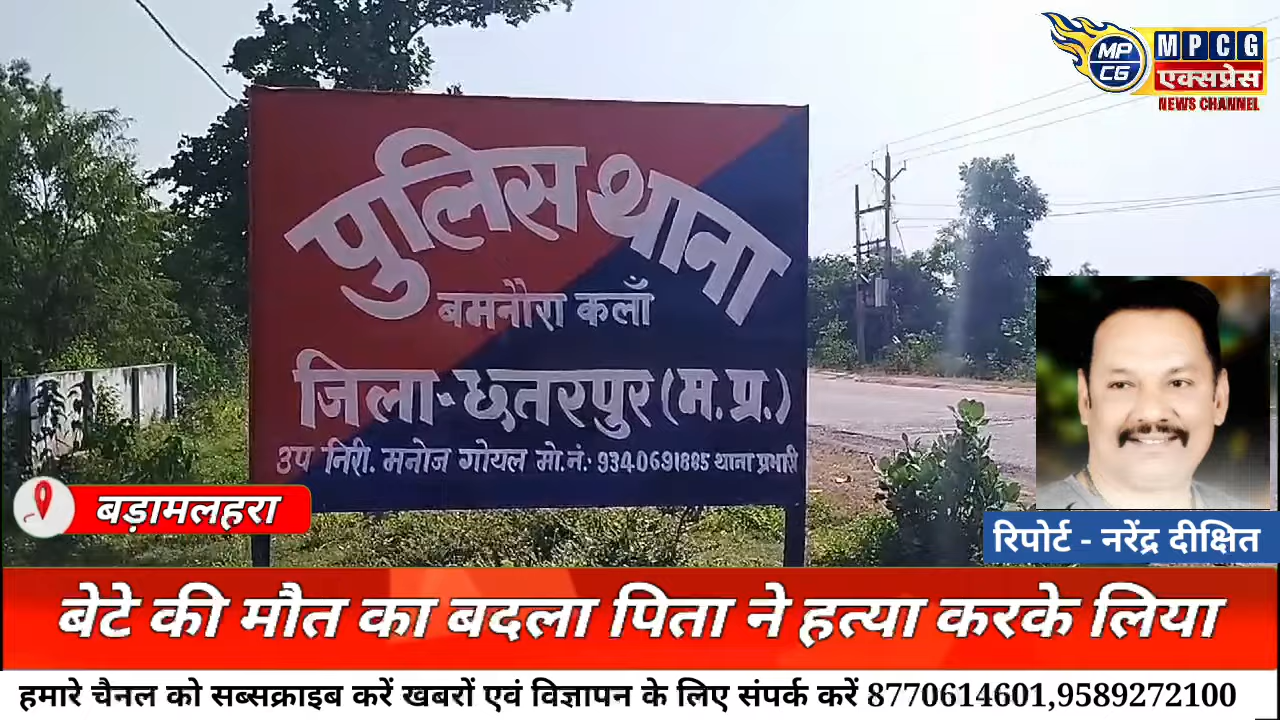 MP
CG
MPCG
एक्सप्रेस
NEWS CHANNEL
पुलिस थाना
बमनौरा कलाँ
जिला-छतरपुर (म.प्र.)
उप निरी. मनोज गोयल मो.नं.- 9340691885 थाना प्रभारी
बड़ामलहरा
रिपोर्ट - नरेंद्र दीक्षित
बेटे की मौत का बदला पिता ने हत्या करके लिया
हमारे चैनल को सब्सक्राइब करें खबरों एवं विज्ञापन के लिए संपर्क करें 8770614601,9589272100